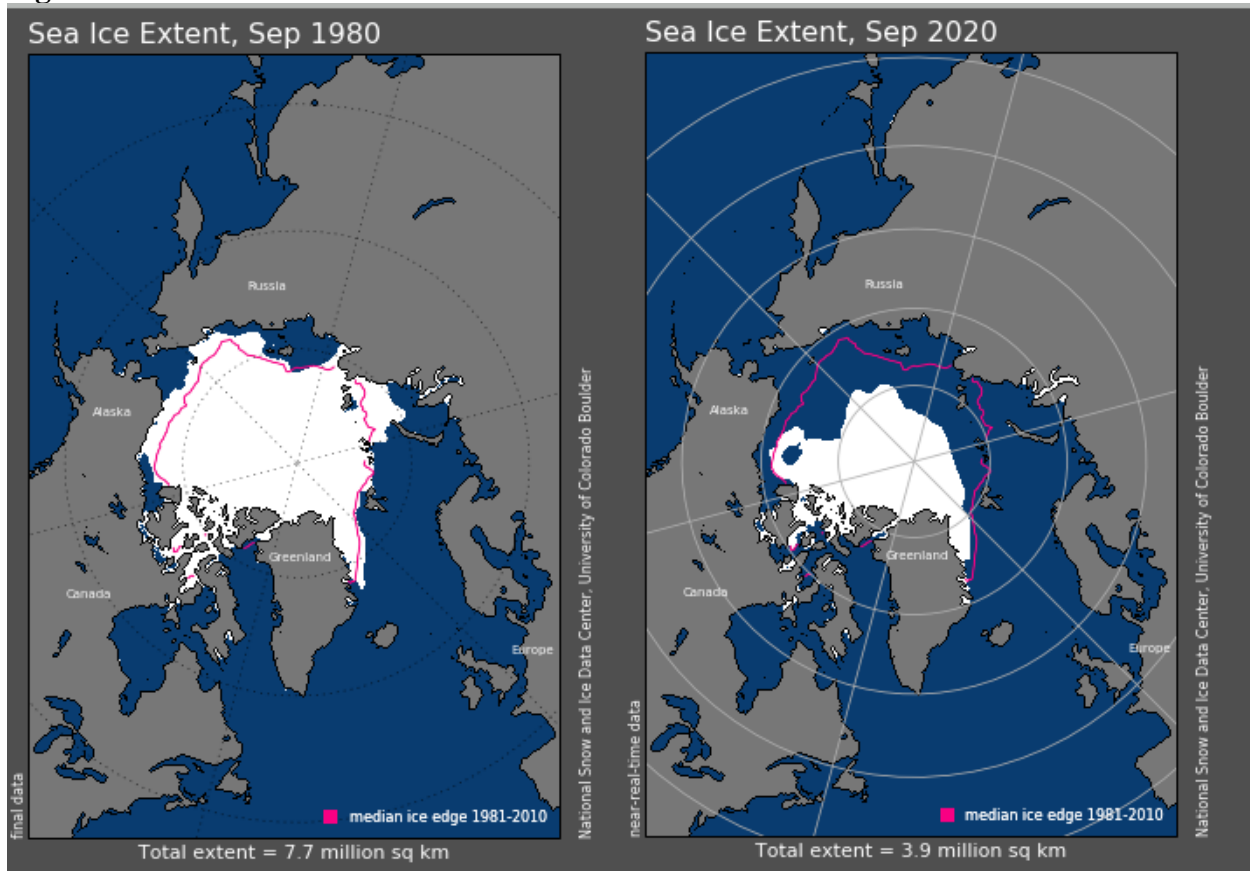 Sea Ice Extent, Sep 1980
Russia
Alaska
Greenland
Canada
Europe
median ice edge 1981-2010
final data
National Snow and Ice Data Center, University of Colorado Boulder
Total extent = 7.7 million sq km
Sea Ice Extent, Sep 2020
Russia
Alaska
Greenland
Canada
Europe
median ice edge 1981-2010
near-real-time data
National Snow and Ice Data Center, University of Colorado Boulder
Total extent = 3.9 million sq km